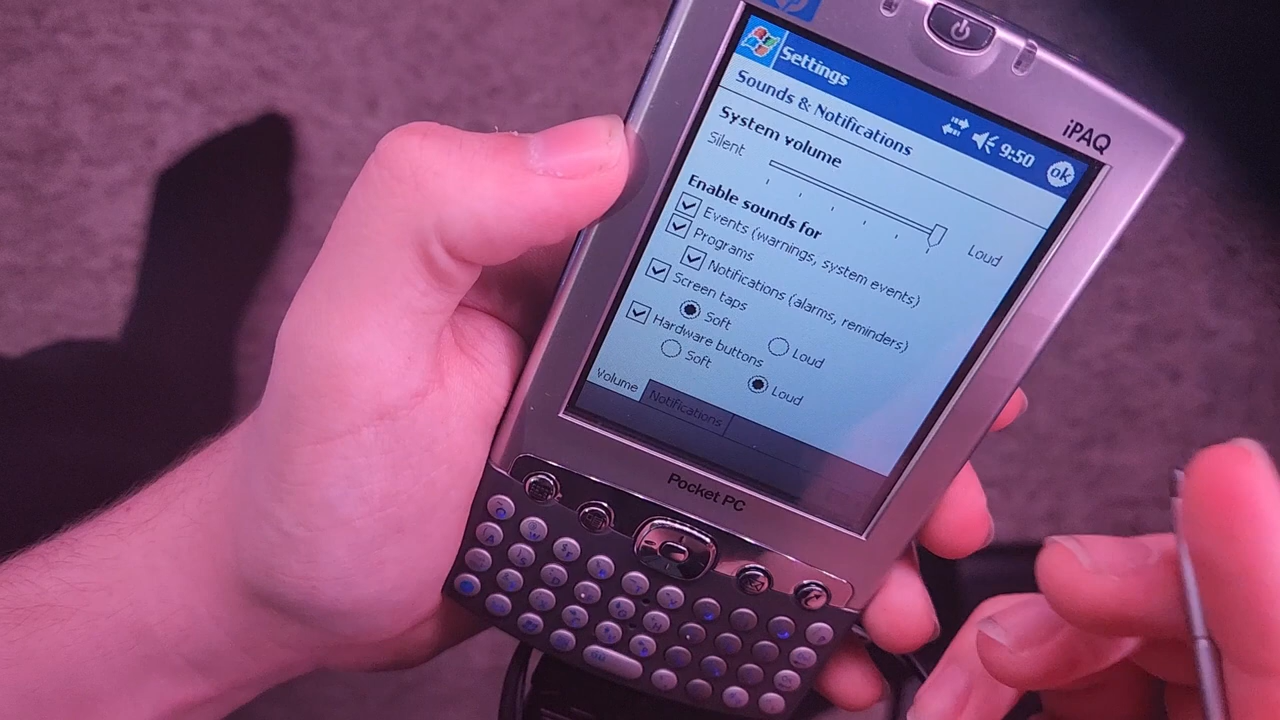 hp
iPAQ
Settings
9:50
ok
Sounds & Notifications
System volume
Silent
Loud
Enable sounds for
Events (warnings, system events)
Programs
Notifications (alarms, reminders)
Screen taps
Soft
Loud
Hardware buttons
Soft
Loud
Volume
Notifications
Pocket PC